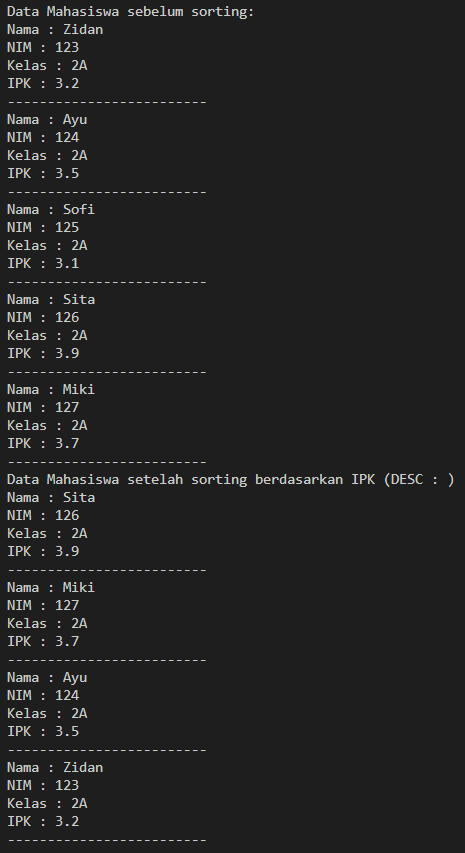 Data Mahasiswa sebelum sorting:
Nama : Zidan
NIM : 123
Kelas : 2A
IPK : 3.2
---------------------------
Nama : Ayu
NIM : 124
Kelas : 2A
IPK : 3.5
---------------------------
Nama : Sofi
NIM : 125
Kelas : 2A
IPK : 3.1
---------------------------
Nama : Sita
NIM : 126
Kelas : 2A
IPK : 3.9
---------------------------
Nama : Miki
NIM : 127
Kelas : 2A
IPK : 3.7
---------------------------
Data Mahasiswa setelah sorting berdasarkan IPK (DESC : )
Nama : Sita
NIM : 126
Kelas : 2A
IPK : 3.9
---------------------------
Nama : Miki
NIM : 127
Kelas : 2A
IPK : 3.7
---------------------------
Nama : Ayu
NIM : 124
Kelas : 2A
IPK : 3.5
---------------------------
Nama : Zidan
NIM : 123
Kelas : 2A
IPK : 3.2
---------------------------